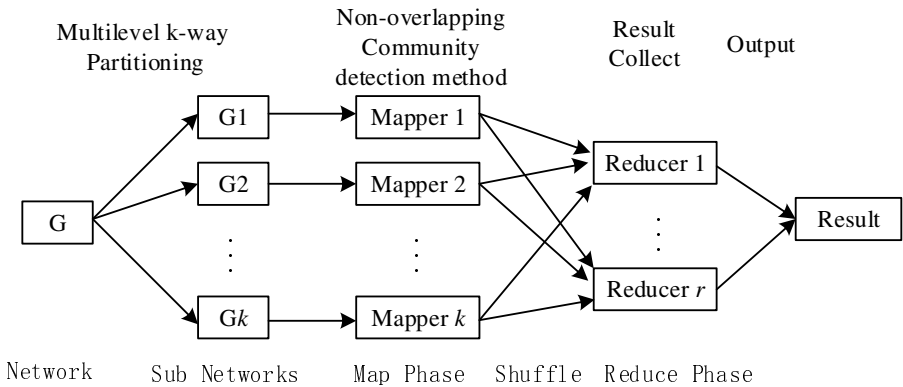 Multilevel k-way
Partitioning
Non-overlapping
Community
detection method
Result
Collect
Output
G
G1
G2
⋮
Gk
Mapper 1
Mapper 2
⋮
Mapper k
Reducer 1
⋮
Reducer r
Result
Network
Sub Networks
Map Phase
Shuffle
Reduce Phase